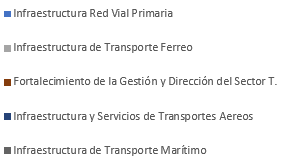 Infraestructura Red Vial Primaria
Infraestructura de Transporte Ferreo
Fortalecimiento de la Gestión y Dirección del Sector T.
Infraestructura y Servicios de Transportes Aereos
Infraestructura de Transporte Marítimo